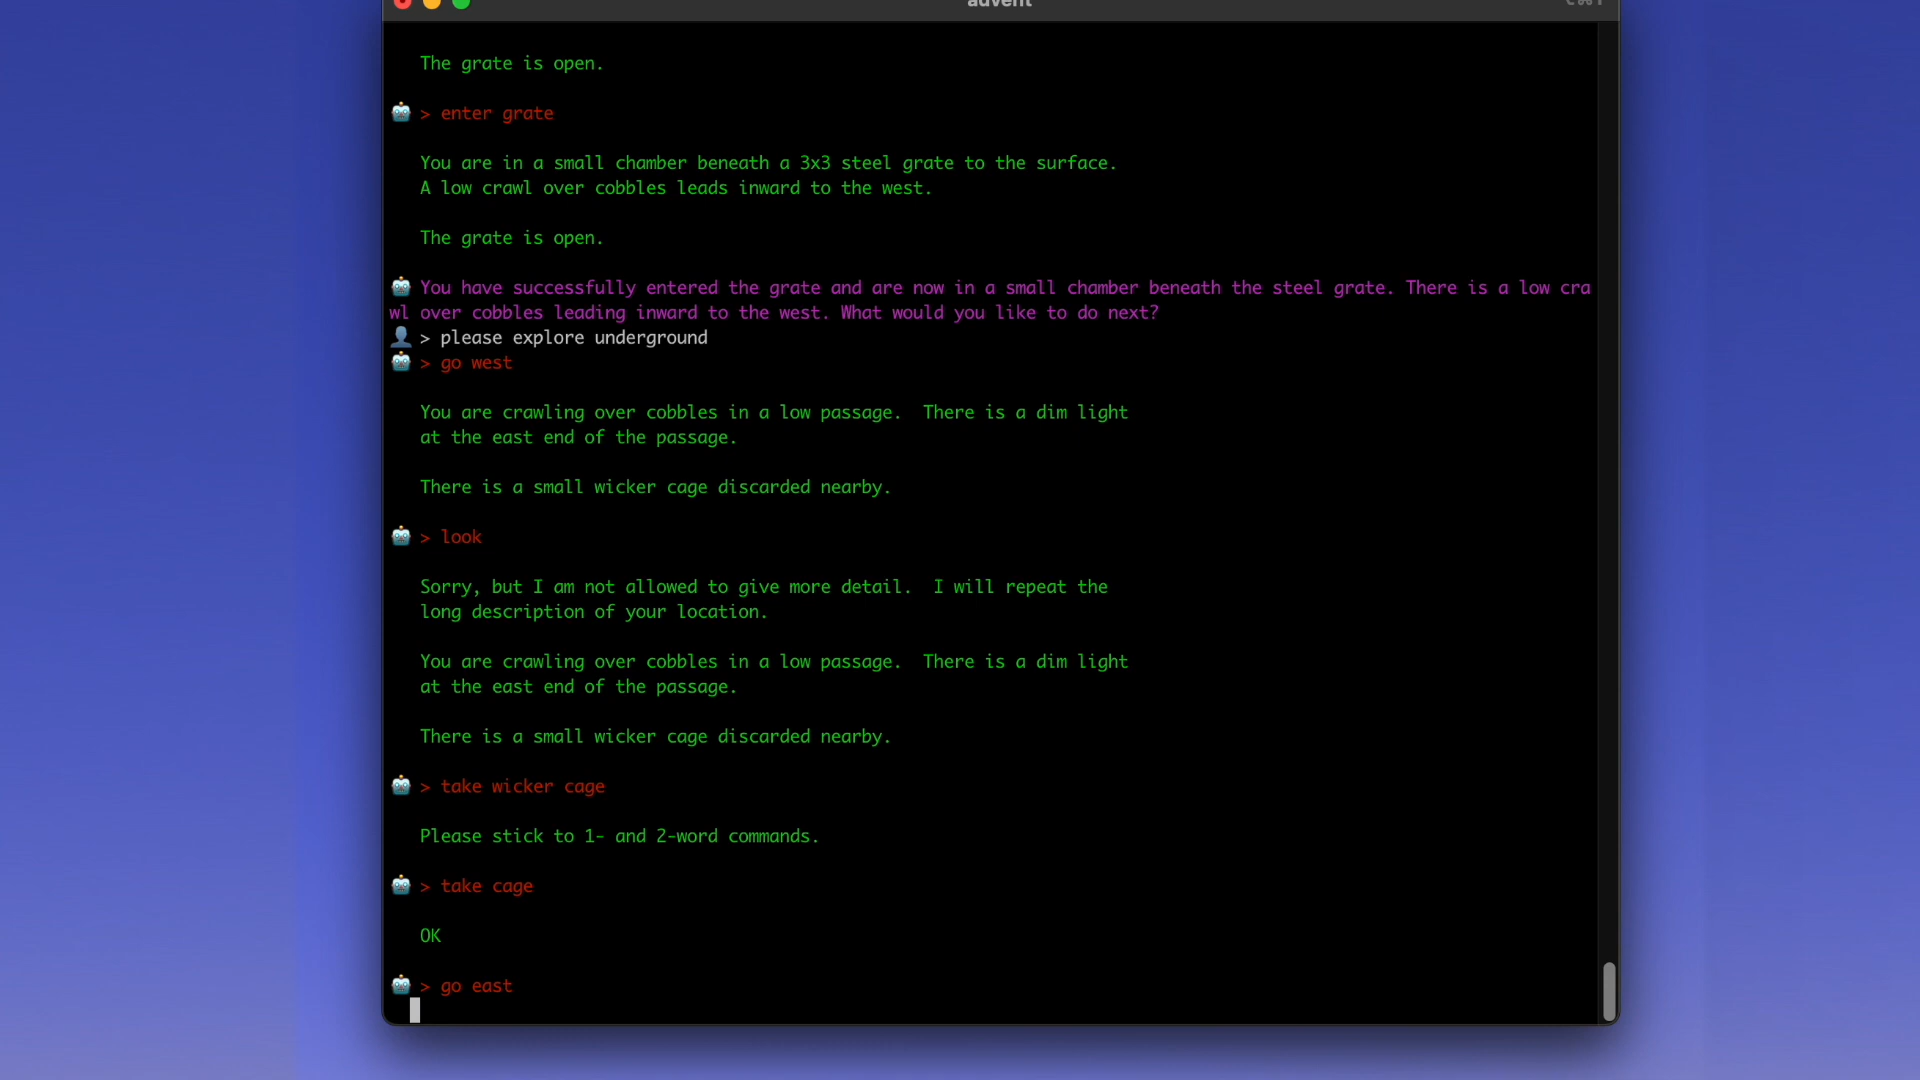 advent
The grate is open.
> enter grate
You are in a small chamber beneath a 3x3 steel grate to the surface.
A low crawl over cobbles leads inward to the west.
The grate is open.
You have successfully entered the grate and are now in a small chamber beneath the steel grate. There is a low cra
wl over cobbles leading inward to the west. What would you like to do next?
> please explore underground
> go west
You are crawling over cobbles in a low passage.  There is a dim light
at the east end of the passage.
There is a small wicker cage discarded nearby.
> look
Sorry, but I am not allowed to give more detail.  I will repeat the
long description of your location.
You are crawling over cobbles in a low passage.  There is a dim light
at the east end of the passage.
There is a small wicker cage discarded nearby.
> take wicker cage
Please stick to 1- and 2-word commands.
> take cage
OK
> go east